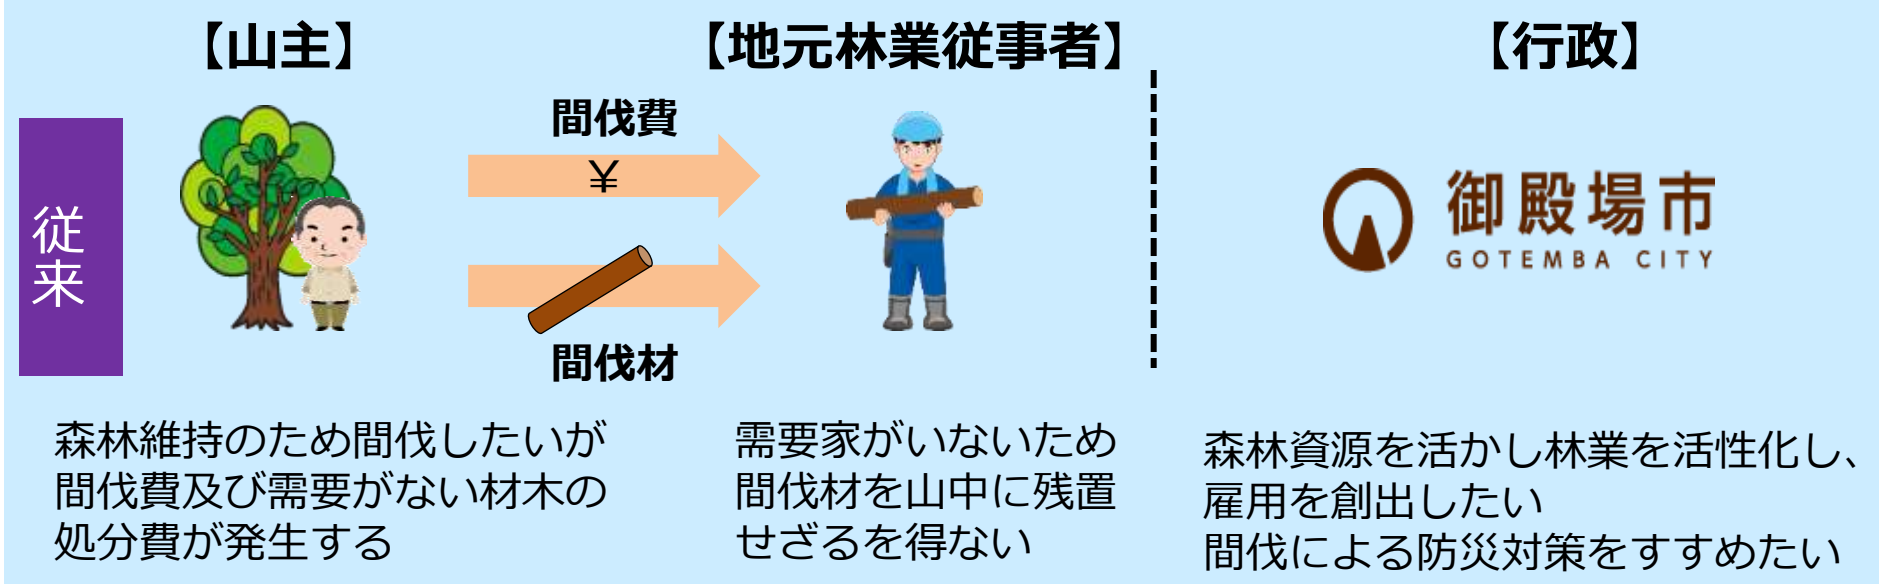 【山主】
【地元林業従事者】
【行政】
従来
間伐費
¥
間伐材
御殿場市
GOTEMBA CITY
森林維持のため間伐したいが
間伐費及び需要がない材木の
処分費が発生する
需要家がいないため
間伐材を山中に残置
せざるを得ない
森林資源を活かし林業を活性化し、
雇用を創出したい
間伐による防災対策をすすめたい